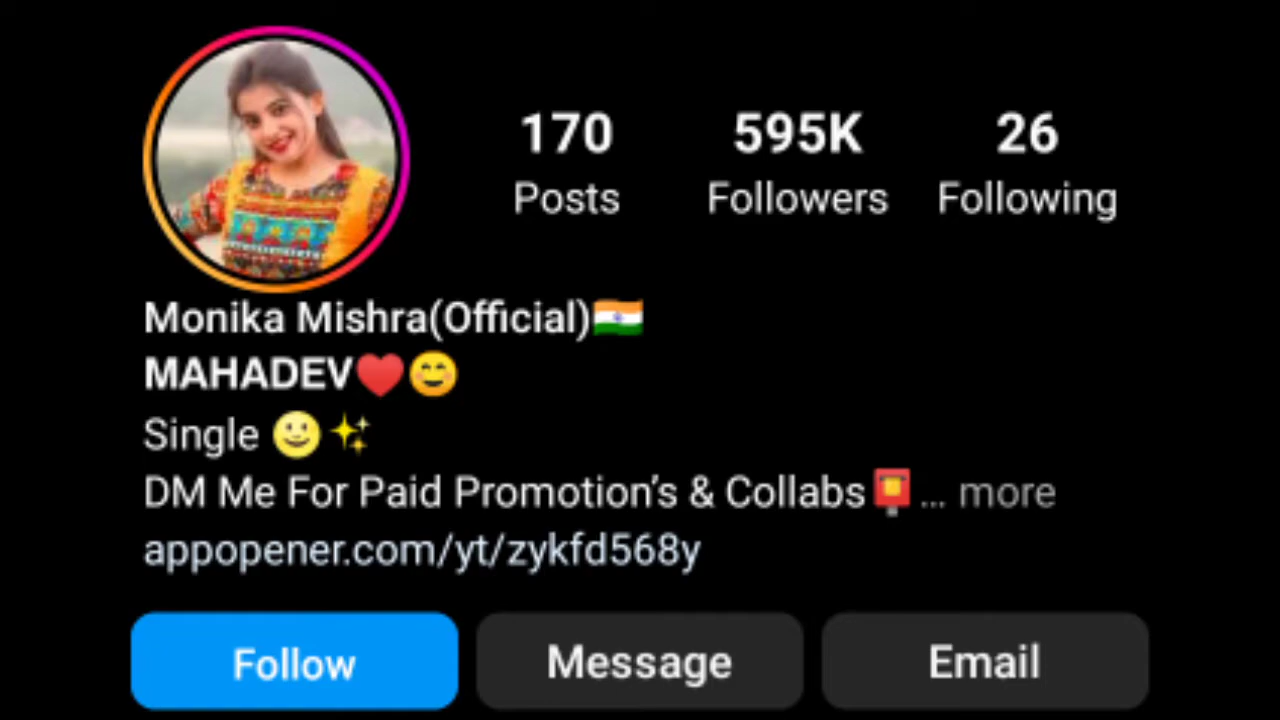 170 595K 26
Posts Followers Following
Monika Mishra(Official)🇮🇳
MAHADEV❤️😊
Single 🙂✨
DM Me For Paid Promotion’s & Collabs📮... more
appopener.com/yt/zykfd568y
Follow Message Email